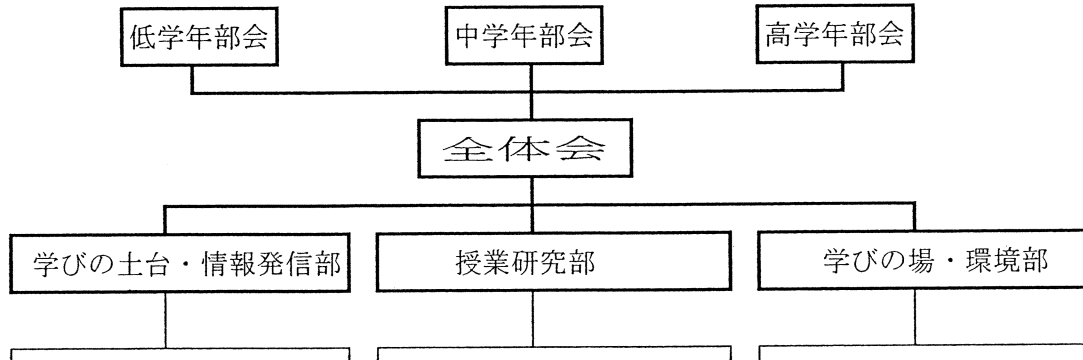 低学年部会
中学年部会
高学年部会
全体会
学びの土台・情報発信部
授業研究部
学びの場・環境部